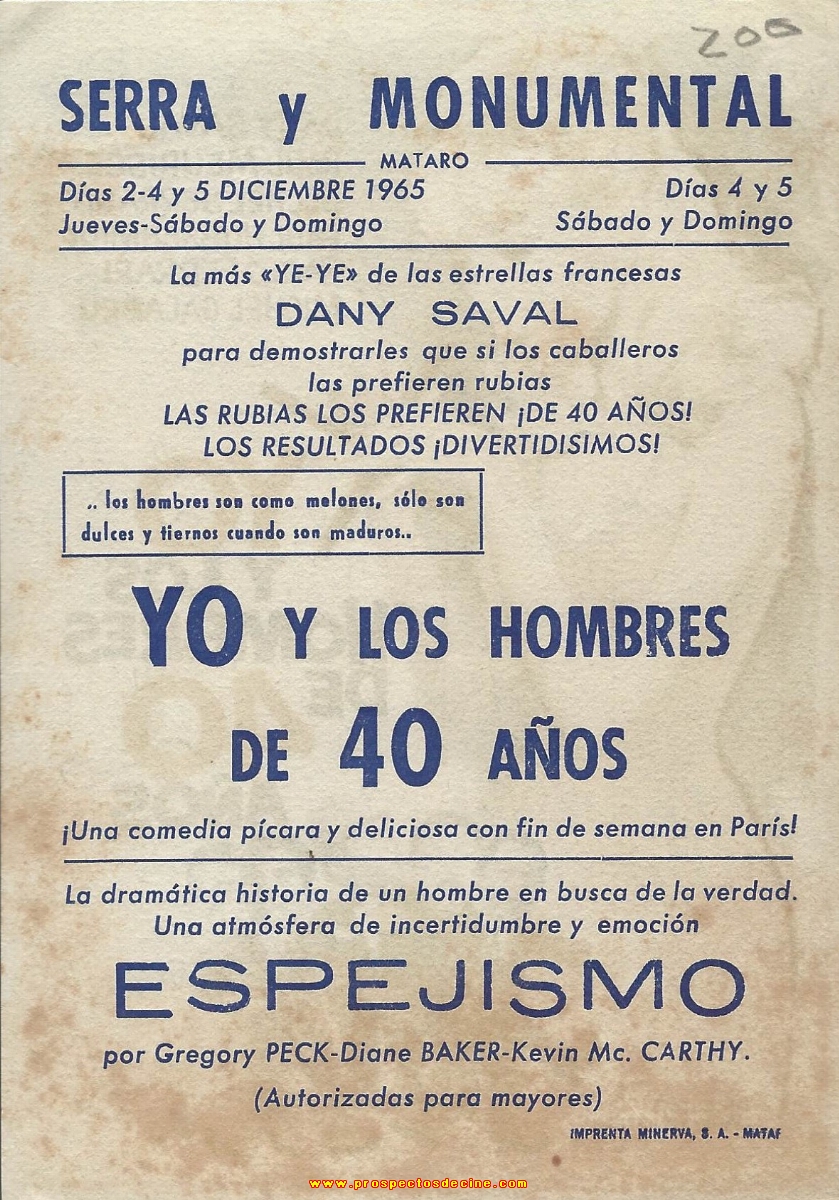 200
SERRA y MONUMENTAL
MATARO
Días 2-4 y 5 DICIEMBRE 1965
Jueves-Sábado y Domingo
Días 4 y 5
Sábado y Domingo
La más «YE-YE» de las estrellas francesas
DANY SAVAL
para demostrarles que si los caballeros
las prefieren rubias
LAS RUBIAS LOS PREFIEREN ¡DE 40 AÑOS!
LOS RESULTADOS ¡DIVERTIDISIMOS!
.. los hombres son como melones, sólo son
dulces y tiernos cuando son maduros..
YO Y LOS HOMBRES
DE 40 AÑOS
¡Una comedia pícara y deliciosa con fin de semana en París!
La dramática historia de un hombre en busca de la verdad.
Una atmósfera de incertidumbre y emoción
ESPEJISMO
por Gregory PECK-Diane BAKER-Kevin Mc. CARTHY.
(Autorizadas para mayores)
IMPRENTA MINERVA, S. A. -
www.prospectosdecine.com